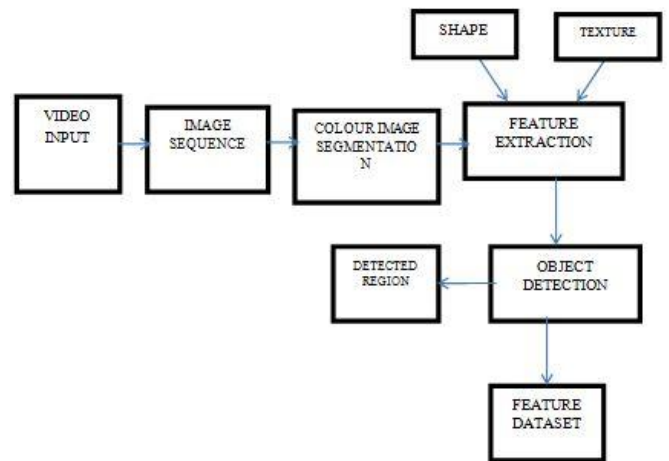 SHAPE
TEXTURE
VIDEO
INPUT
IMAGE
SEQUENCE
COLOUR IMAGE
SEGMENTATIO
N
FEATURE
EXTRACTION
DETECTED
REGION
OBJECT
DETECTION
FEATURE
DATASET